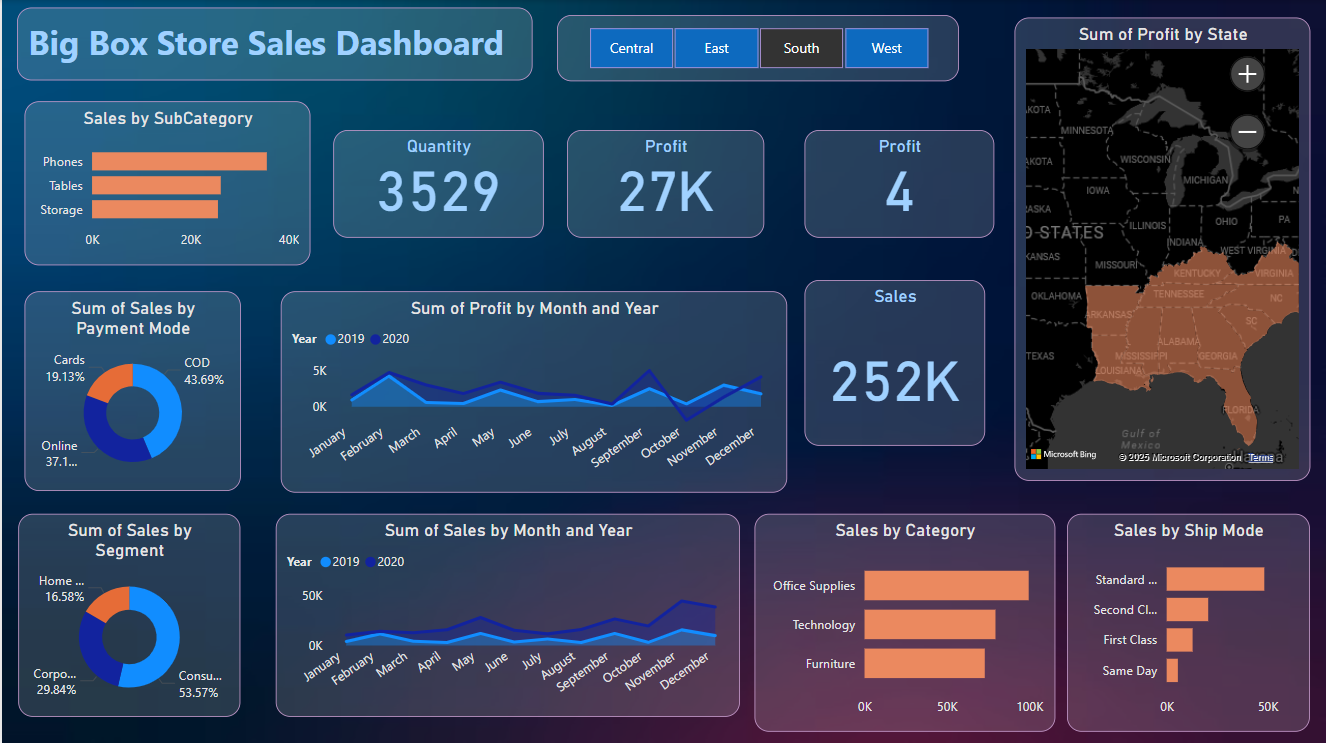 Big Box Store Sales Dashboard
Central East South West
Sales by SubCategory
Phones
Tables
Storage
0K 20K 40K
Quantity
3529
Profit
27K
Profit
4
Sum of Profit by State
+
−
AKOTA
MINNESOTA
AKOTA
WISCONSIN
MICHIGAN
IOWA
RASKA
OHIO
PA
D STATES
ILLINOIS
INDIANA
WEST VIRGINIA
KANSAS
MISSOURI
KENTUCKY
VIRGINIA
OKLAHOMA
TENNESSEE
NC
ARKANSAS
SC
TEXAS
ALABAMA
MISSISSIPPI
GEORGIA
LOUISIANA
FLORIDA
Gulf of
Mexico
Microsoft Bing
© 2025 Microsoft Corporation Terms
Sum of Sales by
Payment Mode
Cards
19.13%
COD
43.69%
Online
37.1...
Sum of Profit by Month and Year
Year 2019 2020
5K
0K
January February March April May June July August September October November December
Sales
252K
Sum of Sales by
Segment
Home ...
16.58%
Corpo...
29.84%
Consu...
53.57%
Sum of Sales by Month and Year
Year 2019 2020
50K
0K
January February March April May June July August September October November December
Sales by Category
Office Supplies
Technology
Furniture
0K 50K 100K
Sales by Ship Mode
Standard ...
Second Cl...
First Class
Same Day
0K 50K